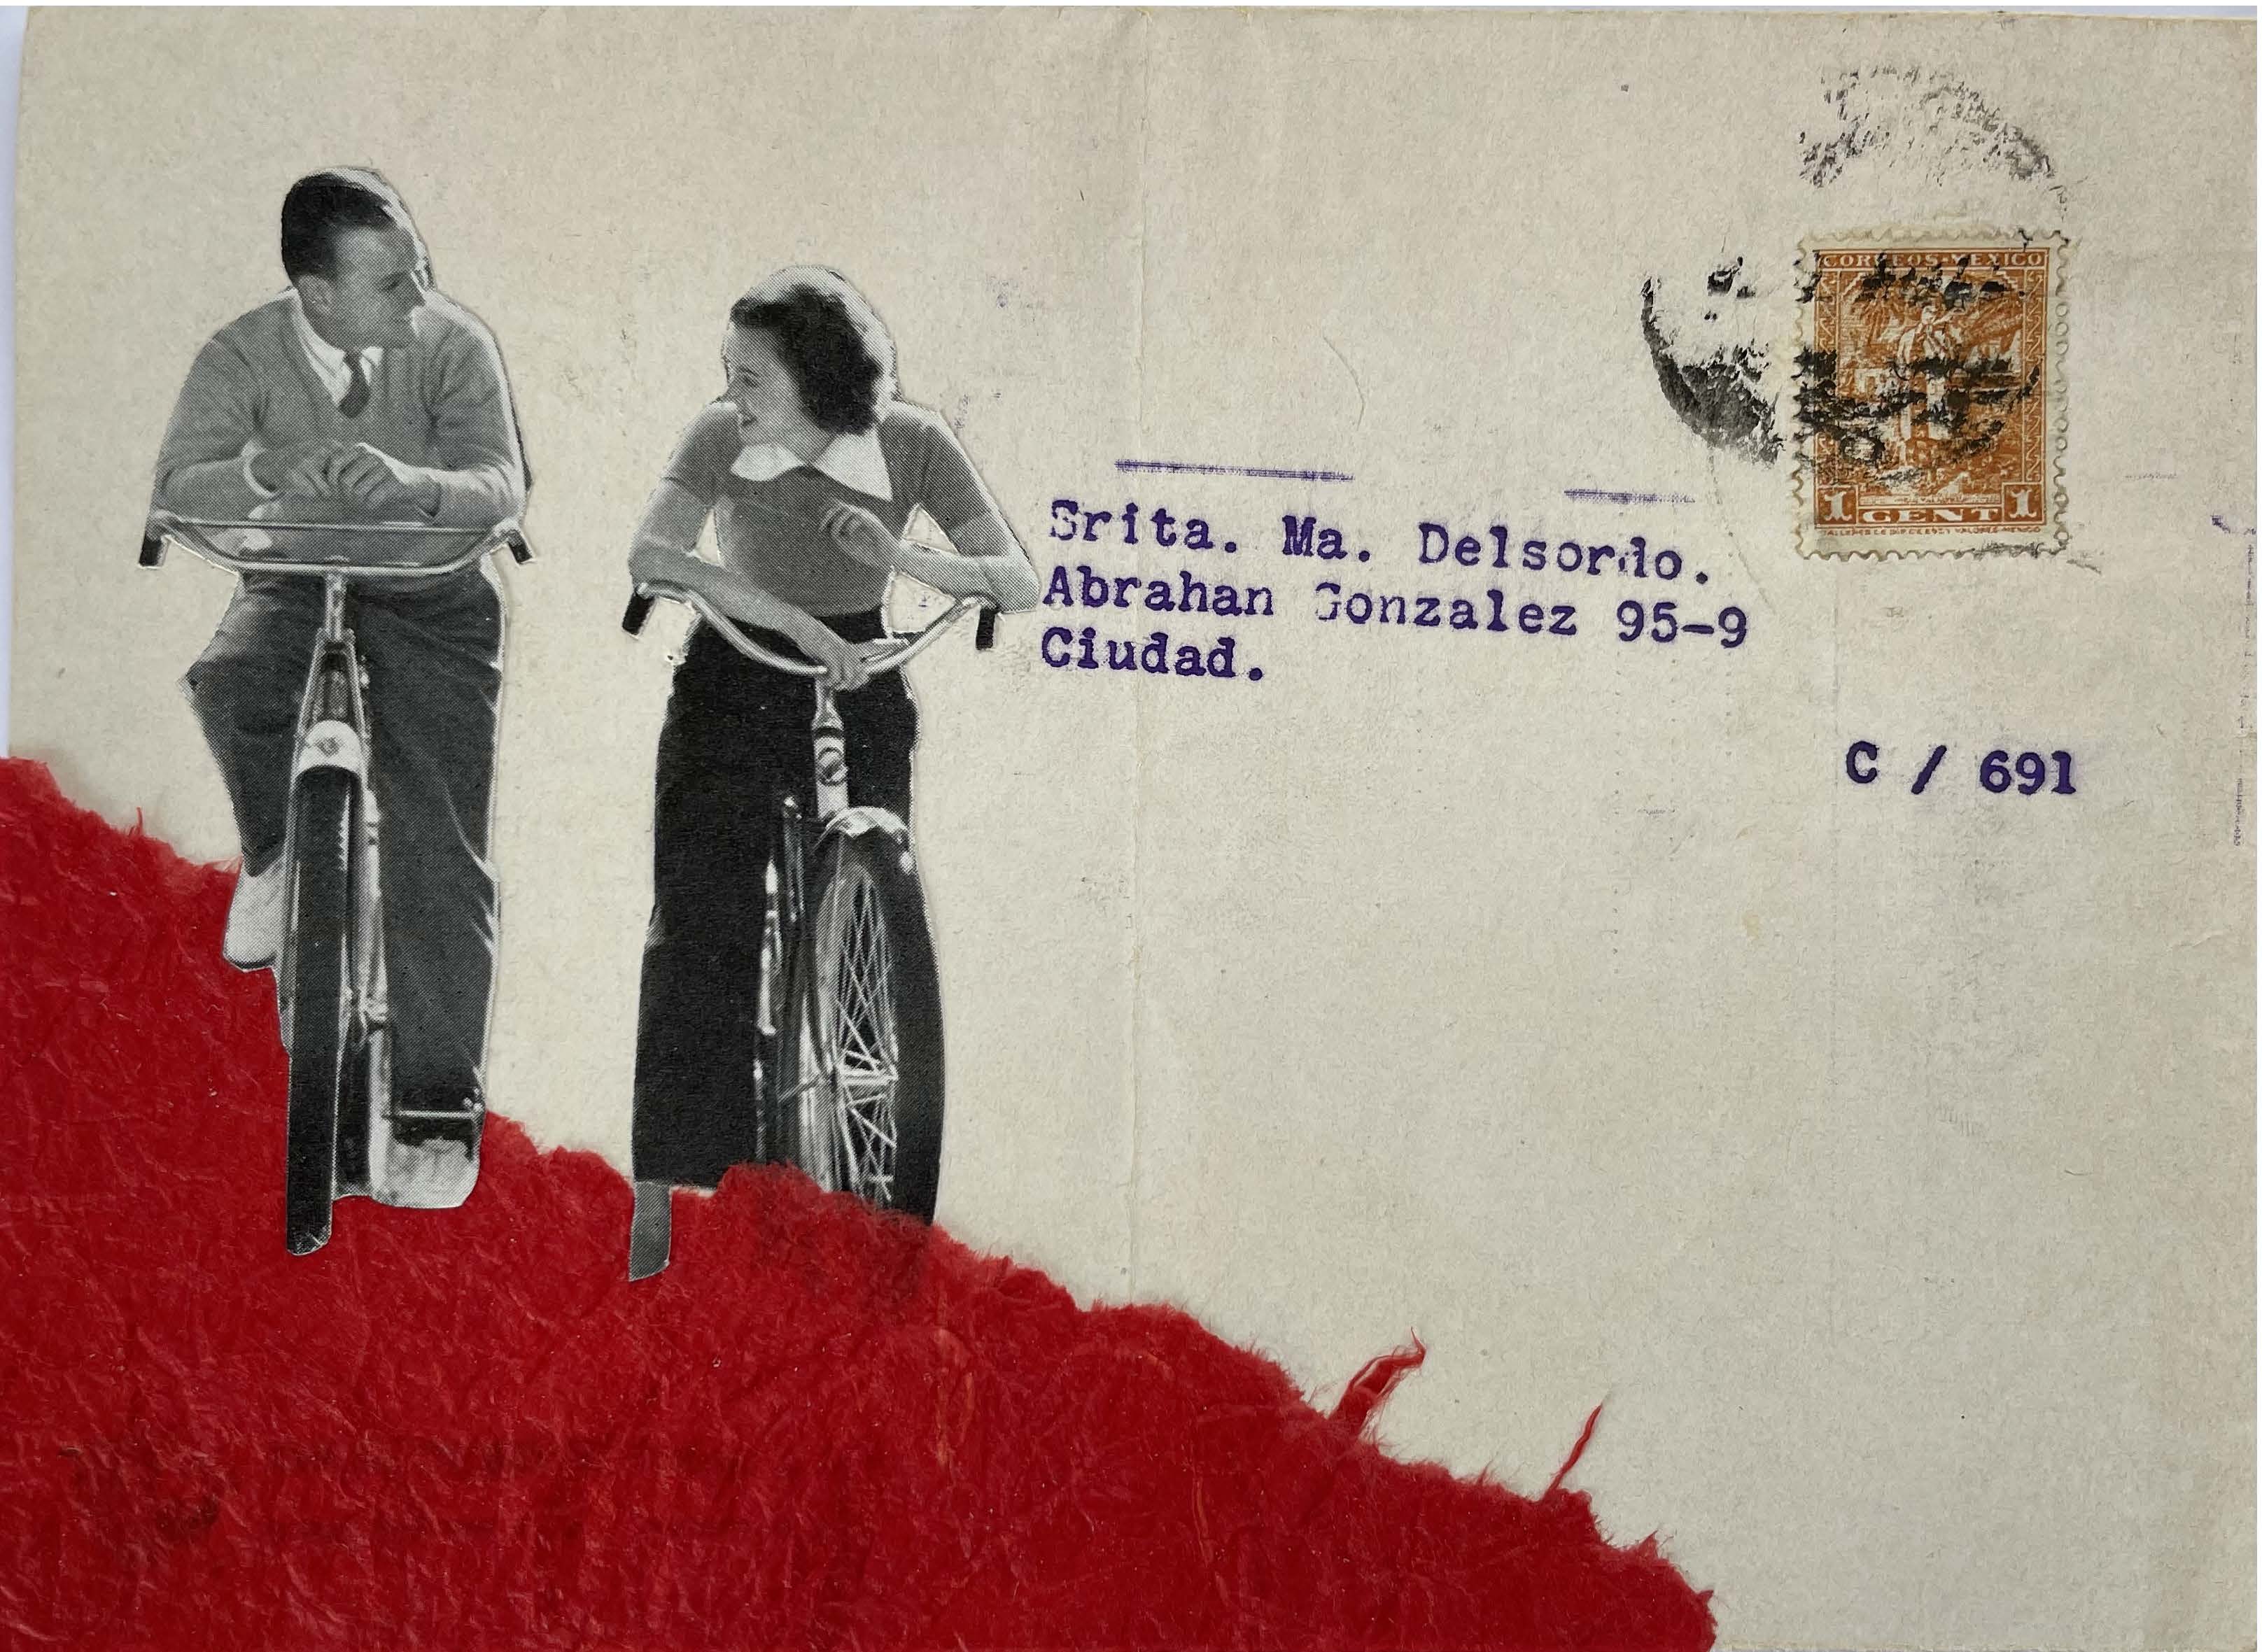 CORREOS·MEXICO
1 CENT 1
Srita. Ma. Delsordo.
Abrahan Gonzalez 95-9
Ciudad.
C / 691